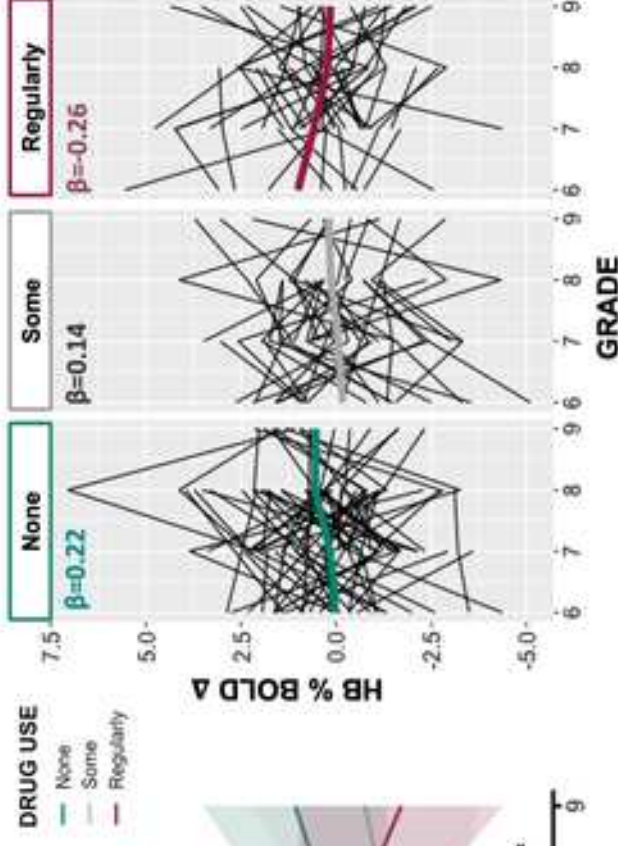 DRUG USE
None
Some
Regularly
9
HB % BOLD Δ
7.5
5.0
2.5
0.0
-2.5
-5.0
None
β=0.22
6
7
8
9
Some
β=0.14
6
7
8
9
Regularly
β=-0.26
6
7
8
9
GRADE